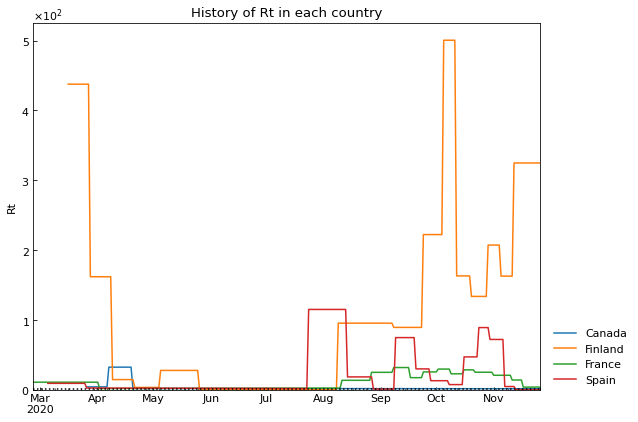 History of Rt in each country
×10²
5
4
3
2
1
0
Rt
Mar Apr May Jun Jul Aug Sep Oct Nov
2020
Canada
Finland
France
Spain